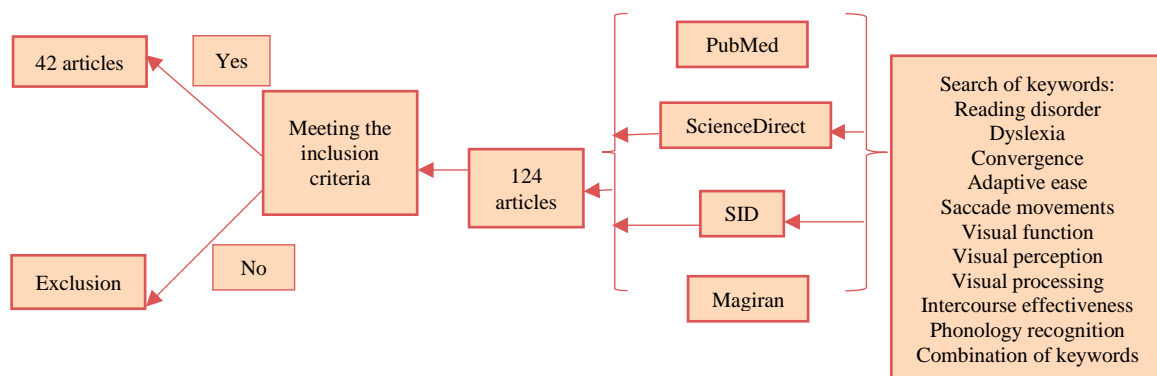 42 articles
Yes
Meeting the
inclusion
criteria
No
Exclusion
124
articles
PubMed
ScienceDirect
SID
Magiran
Search of keywords:
Reading disorder
Dyslexia
Convergence
Adaptive ease
Saccade movements
Visual function
Visual perception
Visual processing
Intercourse effectiveness
Phonology recognition
Combination of keywords